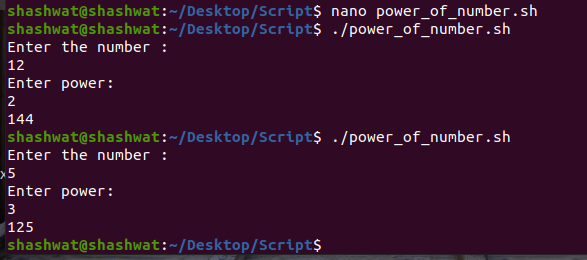 shashwat@shashwat:~/Desktop/Script$ nano power_of_number.sh
shashwat@shashwat:~/Desktop/Script$ ./power_of_number.sh
Enter the number :
12
Enter power:
2
144
shashwat@shashwat:~/Desktop/Script$ ./power_of_number.sh
Enter the number :
5
Enter power:
3
125
shashwat@shashwat:~/Desktop/Script$